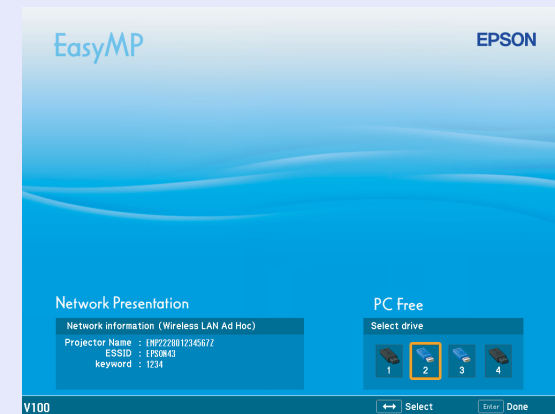 EasyMP
EPSON
Network Presentation
Network information (Wireless LAN Ad Hoc)
Projector Name : EMP222801234567Z
ESSID : EPSON43
keyword : 1234
PC Free
Select drive
1 2 3 4
V100
Select
Enter Done